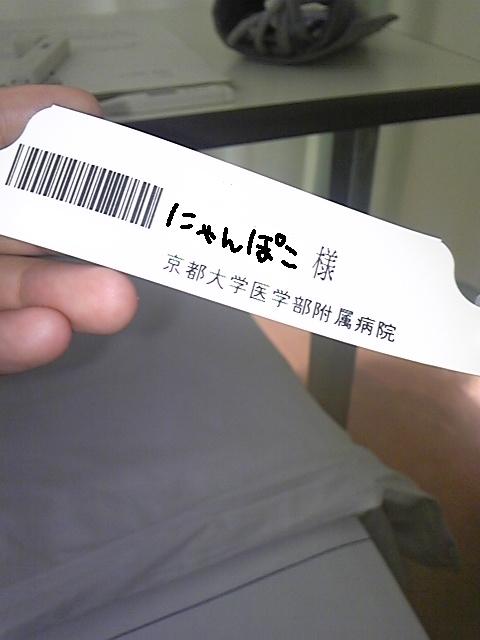 にゃんぽこ 様
京都大学医学部附属病院